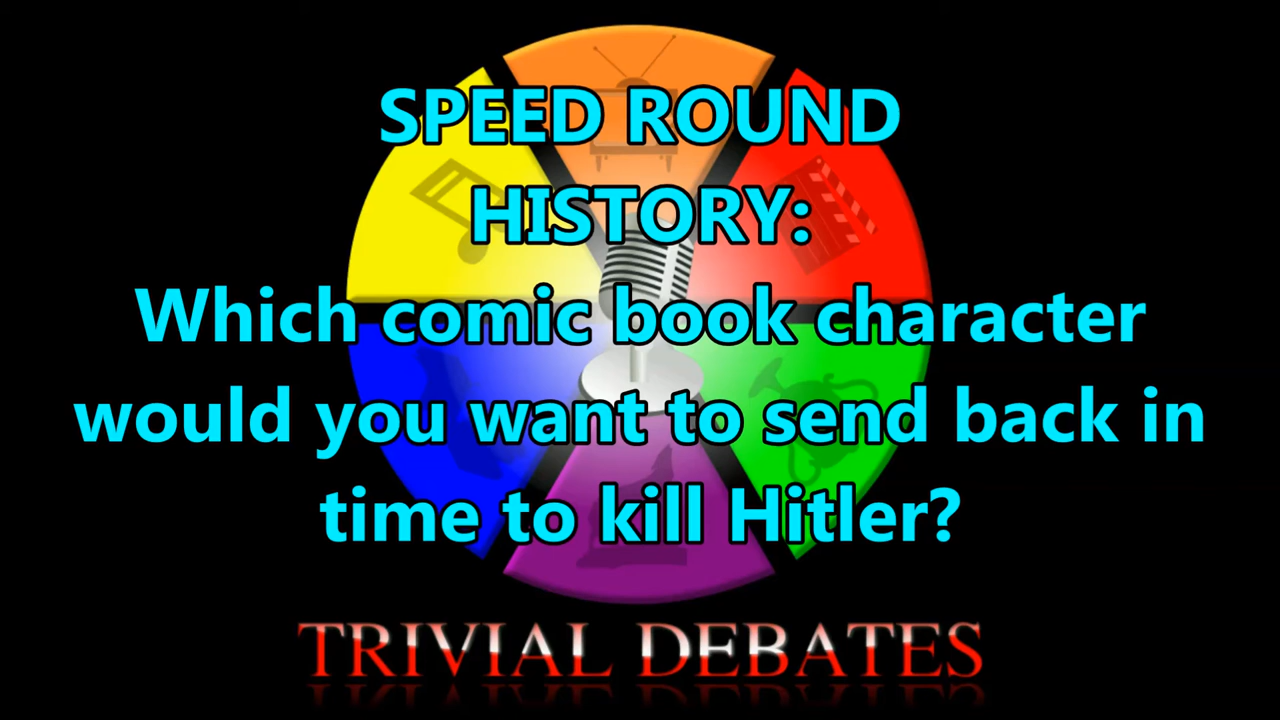 SPEED ROUND
HISTORY:
Which comic book character
would you want to send back in
time to kill Hitler?
TRIVIAL DEBATES